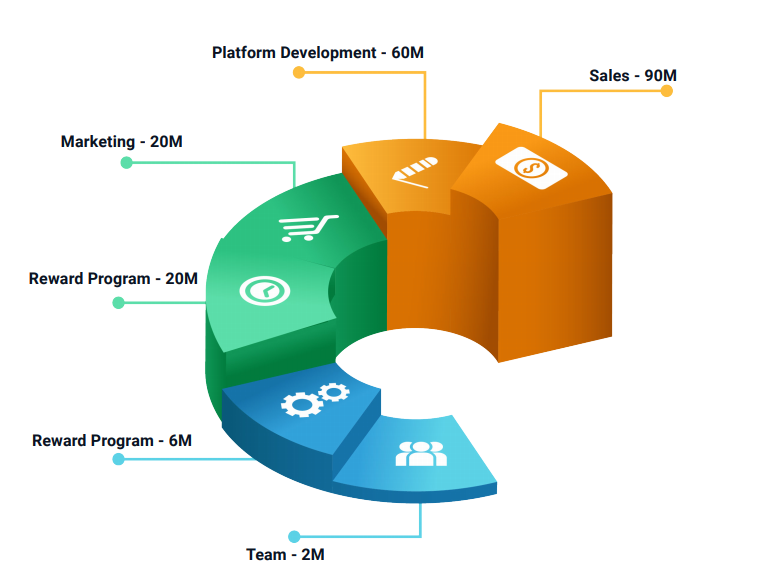 Platform Development - 60M
Sales - 90M
Marketing - 20M
Reward Program - 20M
Reward Program - 6M
Team - 2M